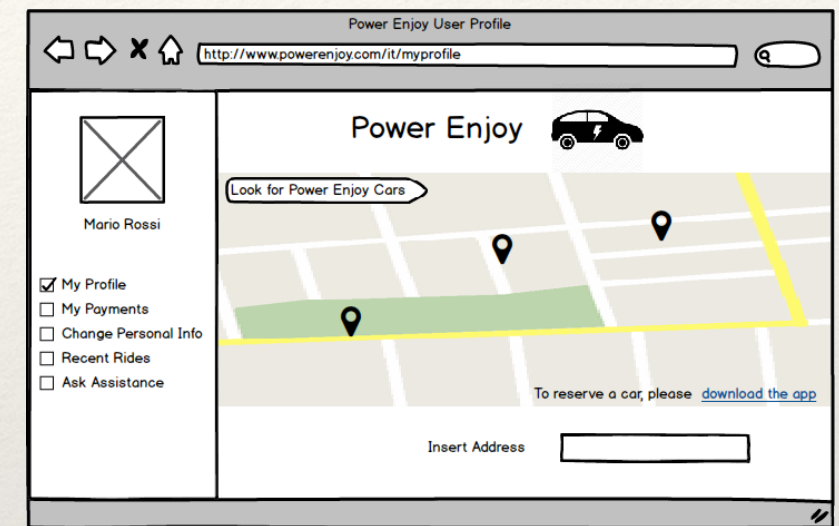 Power Enjoy User Profile
http://www.powerenjoy.com/it/myprofile
Power Enjoy
Mario Rossi
My Profile
My Payments
Change Personal Info
Recent Rides
Ask Assistance
Look for Power Enjoy Cars
To reserve a car, please download the app
Insert Address